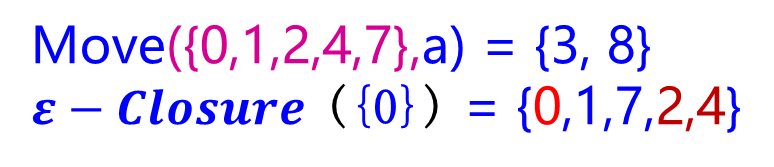 Move({0,1,2,4,7},a) = {3, 8}
ε − Closure ({0}) = {0,1,7,2,4}